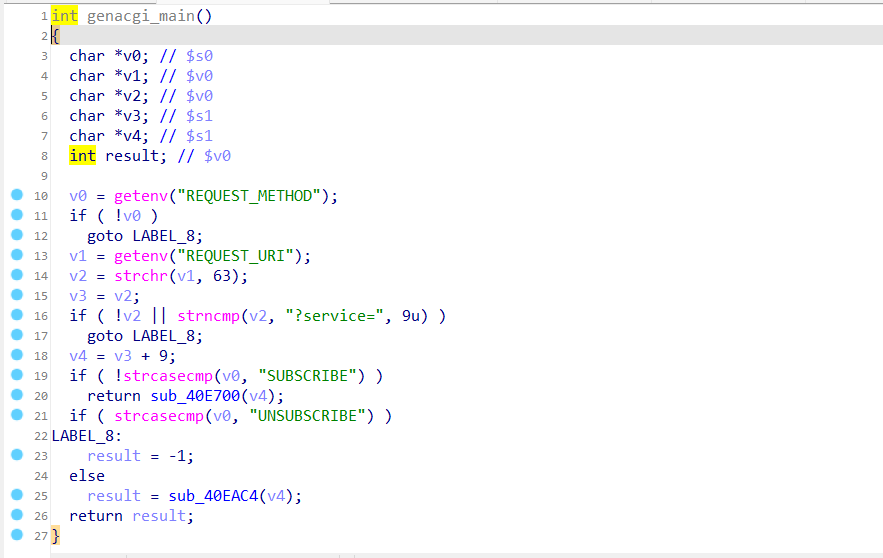 1 int genacgi_main()
2 {
3 char *v0; // $s0
4 char *v1; // $v0
5 char *v2; // $v0
6 char *v3; // $s1
7 char *v4; // $s1
8 int result; // $v0
9
10 v0 = getenv("REQUEST_METHOD");
11 if ( !v0 )
12 goto LABEL_8;
13 v1 = getenv("REQUEST_URI");
14 v2 = strchr(v1, 63);
15 v3 = v2;
16 if ( !v2 || strncmp(v2, "?service=", 9u) )
17 goto LABEL_8;
18 v4 = v3 + 9;
19 if ( !strcasecmp(v0, "SUBSCRIBE") )
20 return sub_40E700(v4);
21 if ( strcasecmp(v0, "UNSUBSCRIBE") )
22 LABEL_8:
23 result = -1;
24 else
25 result = sub_40EAC4(v4);
26 return result;
27 }